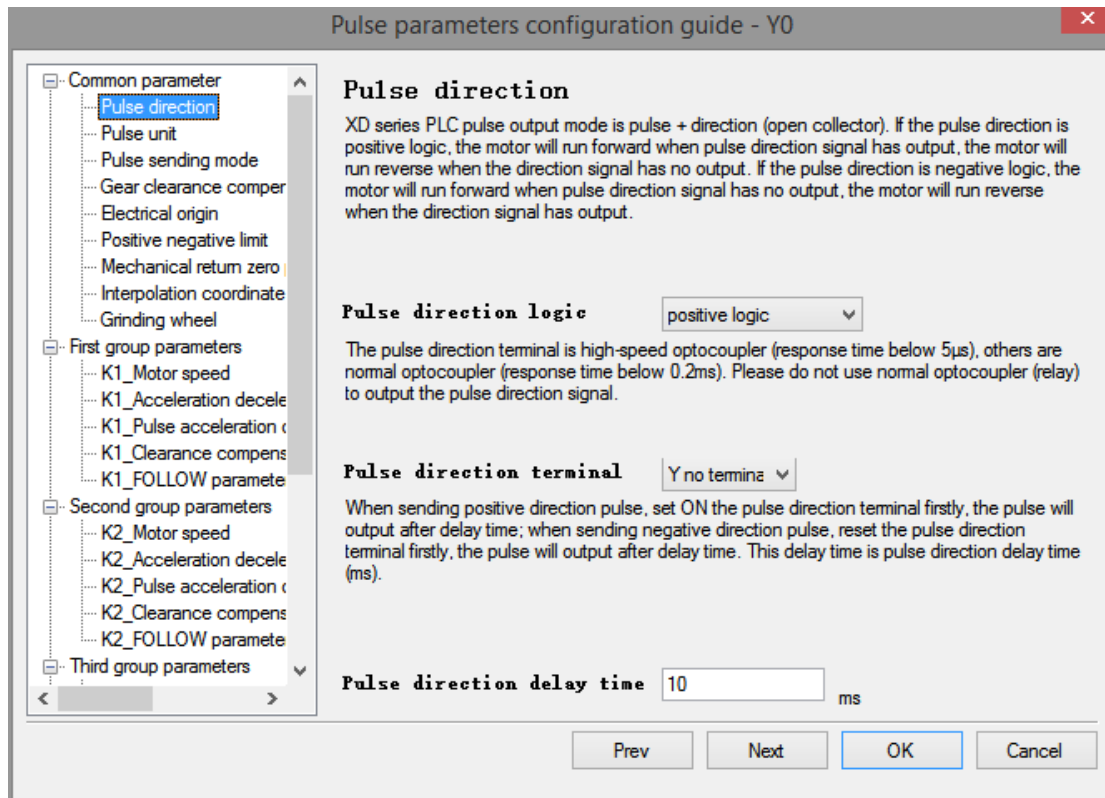 Pulse parameters configuration guide - Y0
Common parameter
Pulse direction
Pulse unit
Pulse sending mode
Gear clearance comper
Electrical origin
Positive negative limit
Mechanical return zero
Interpolation coordinate
Grinding wheel
First group parameters
K1_Motor speed
K1_Acceleration decele
K1_Pulse acceleration
K1_Clearance compens
K1_FOLLOW paramete
Second group parameters
K2_Motor speed
K2_Acceleration decele
K2_Pulse acceleration
K2_Clearance compens
K2_FOLLOW paramete
Third group parameters
Pulse direction
XD series PLC pulse output mode is pulse + direction (open collector). If the pulse direction is
positive logic, the motor will run forward when pulse direction signal has output, the motor will
run reverse when the direction signal has no output. If the pulse direction is negative logic, the
motor will run forward when pulse direction signal has no output, the motor will run reverse
when the direction signal has output.
Pulse direction logic
positive logic
The pulse direction terminal is high-speed optocoupler (response time below 5μs), others are
normal optocoupler (response time below 0.2ms). Please do not use normal optocoupler (relay)
to output the pulse direction signal.
Pulse direction terminal
Y no termina
When sending positive direction pulse, set ON the pulse direction terminal firstly, the pulse will
output after delay time; when sending negative direction pulse, reset the pulse direction
terminal firstly, the pulse will output after delay time. This delay time is pulse direction delay time
(ms).
Pulse direction delay time
10
ms
Prev
Next
OK
Cancel